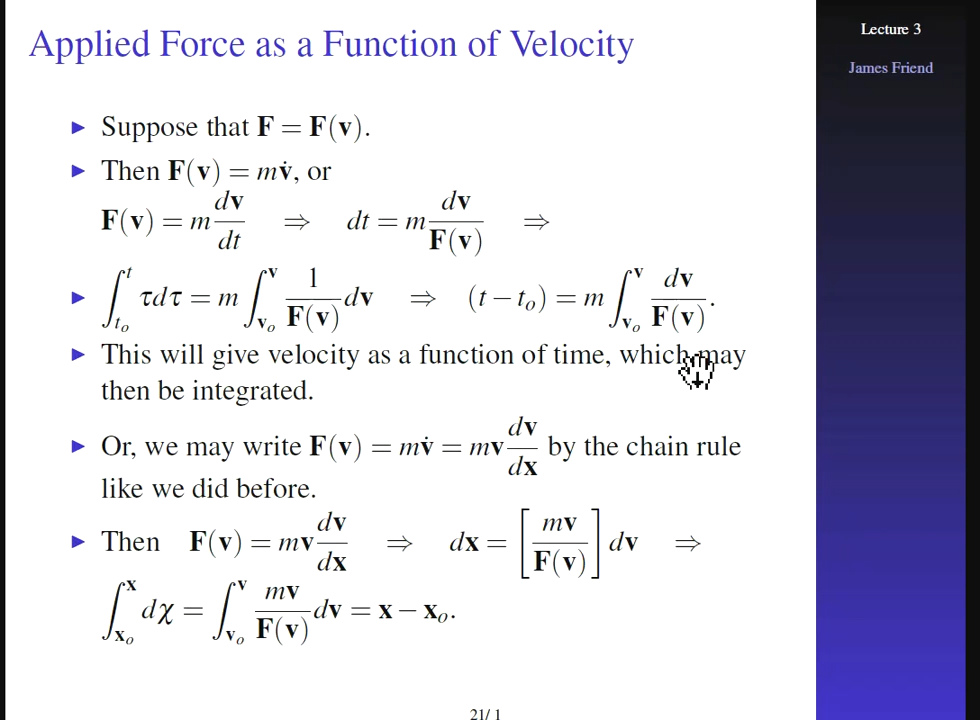 Applied Force as a Function of Velocity
Lecture 3
James Friend
▶ Suppose that F = F(v).
▶ Then F(v) = mv̇, or
F(v) = m dv/dt ⇒ dt = m dv/F(v) ⇒
▶ ∫_{t_o}^{t} τdτ = m ∫_{v_o}^{v} 1/F(v) dv ⇒ (t − t_o) = m ∫_{v_o}^{v} dv/F(v).
▶ This will give velocity as a function of time, which may
then be integrated.
▶ Or, we may write F(v) = mv̇ = mv dv/dx by the chain rule
like we did before.
▶ Then F(v) = mv dv/dx ⇒ dx = [mv/F(v)] dv ⇒
∫_{x_o}^{x} dχ = ∫_{v_o}^{v} mv/F(v) dv = x − x_o.
21/ 1